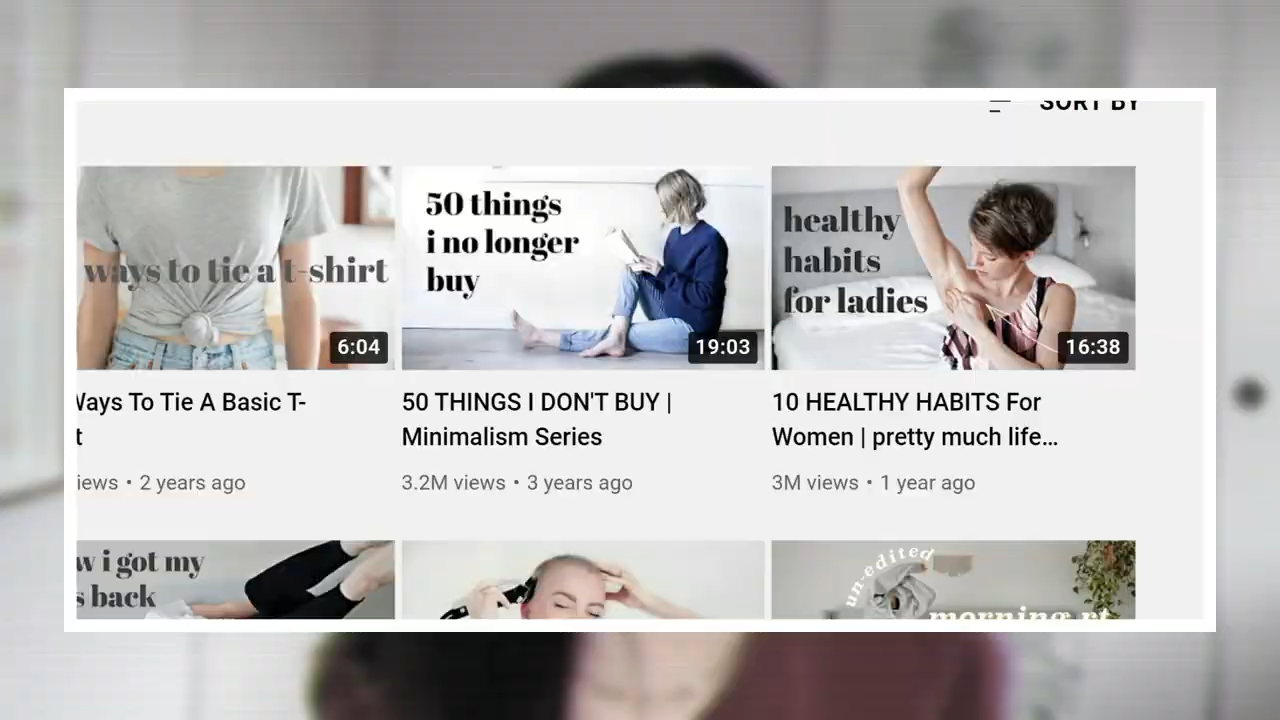 SORT BY
ways to tie a t-shirt
6:04
50 things
i no longer
buy
19:03
healthy
habits
for ladies
16:38
Ways To Tie A Basic T-
t
iews • 2 years ago
50 THINGS I DON'T BUY |
Minimalism Series
3.2M views • 3 years ago
10 HEALTHY HABITS For
Women | pretty much life...
3M views • 1 year ago
w i got my
s back
un-edited
morning rt